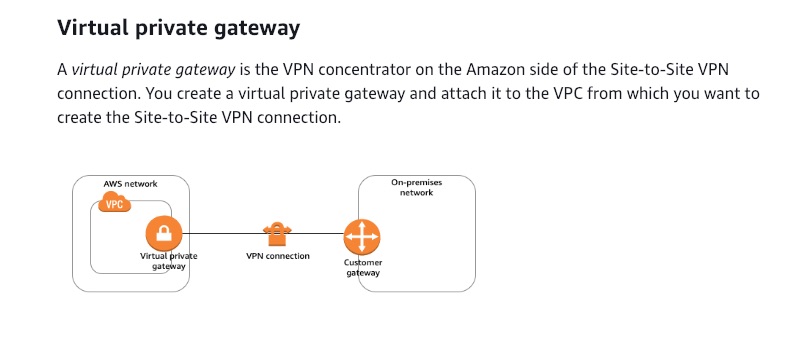 Virtual private gateway
A virtual private gateway is the VPN concentrator on the Amazon side of the Site-to-Site VPN
connection. You create a virtual private gateway and attach it to the VPC from which you want to
create the Site-to-Site VPN connection.
AWS network
VPC
Virtual private
gateway
VPN connection
On-premises
network
Customer
gateway